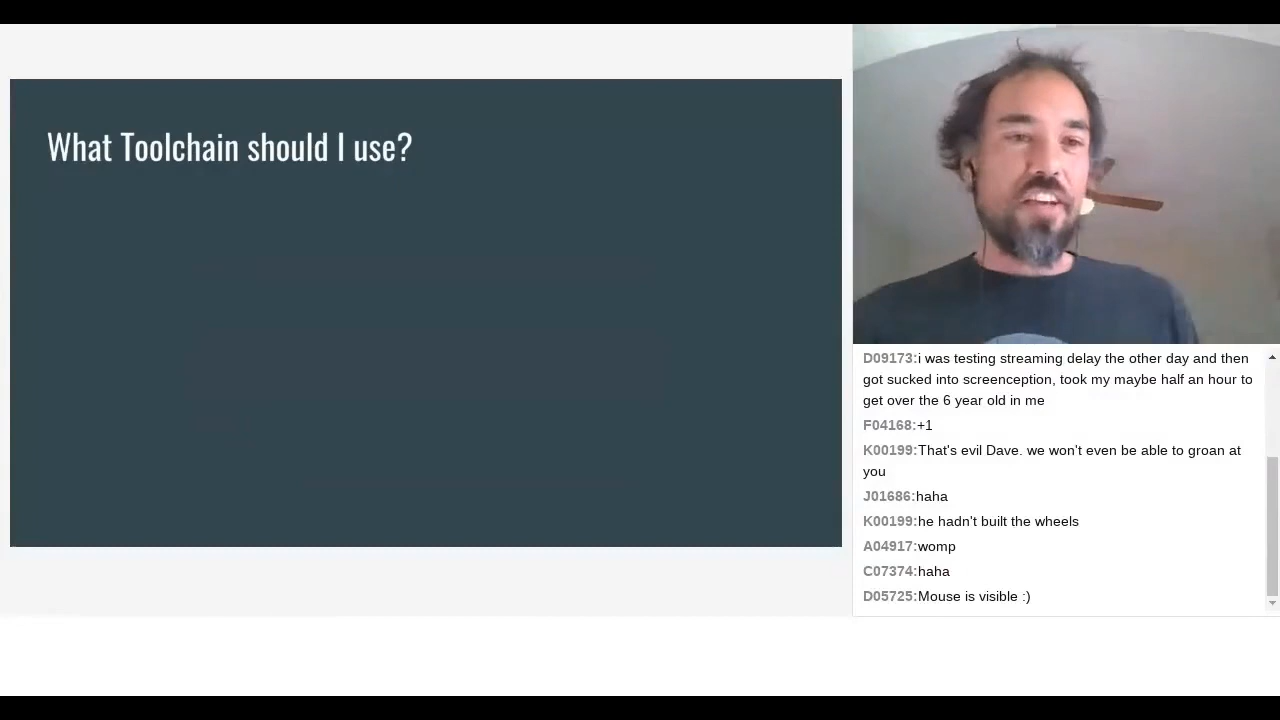 What Toolchain should I use?
D09173:i was testing streaming delay the other day and then
got sucked into screenception, took my maybe half an hour to
get over the 6 year old in me
F04168:+1
K00199:That's evil Dave. we won't even be able to groan at
you
J01686:haha
K00199:he hadn't built the wheels
A04917:womp
C07374:haha
D05725:Mouse is visible :)